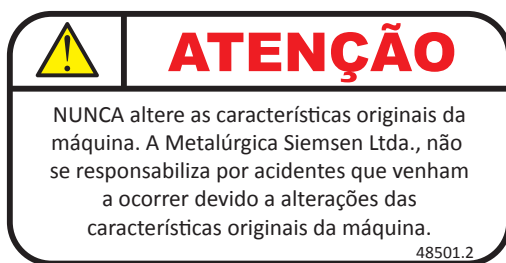 ATENÇÃO
NUNCA altere as características originais da
máquina. A Metalúrgica Siemsen Ltda., não
se responsabiliza por acidentes que venham
a ocorrer devido a alterações das
características originais da máquina.
48501.2